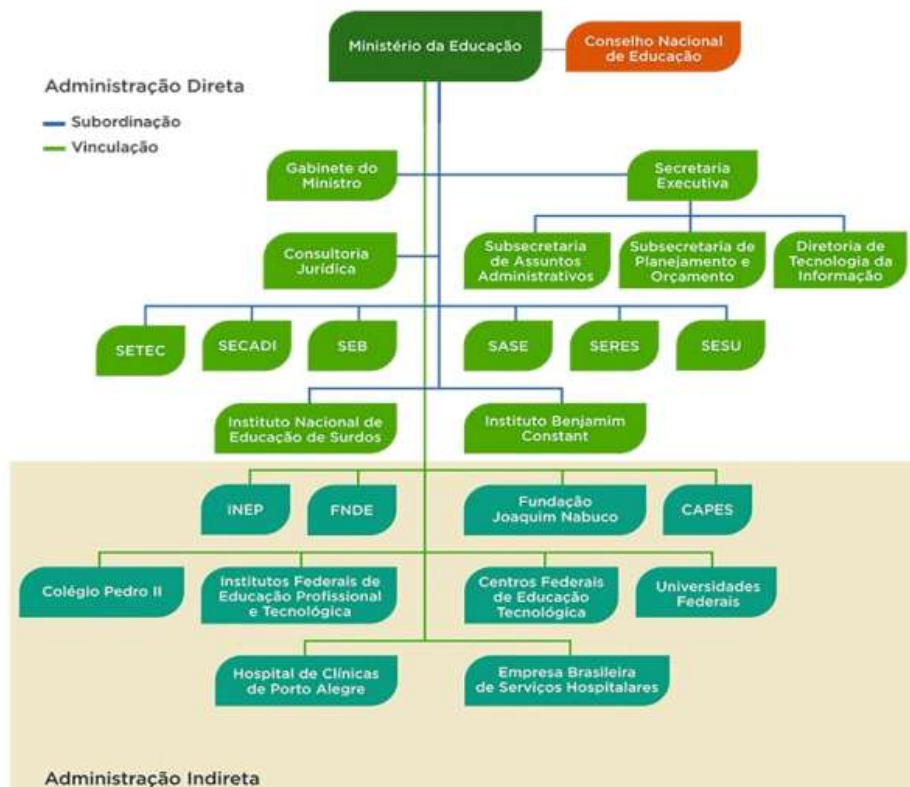 Ministério da Educação
Conselho Nacional
de Educação
Administração Direta
Subordinação
Vinculação
Gabinete do
Ministro
Secretaria
Executiva
Consultoria
Jurídica
Subsecretaria
de Assuntos
Administrativos
Subsecretaria de
Planejamento e
Orçamento
Diretoria de
Tecnologia da
Informação
SETEC
SECADI
SEB
SASE
SERES
SESU
Instituto Nacional de
Educação de Surdos
Instituto Benjamim
Constant
INEP
FNDE
Fundação
Joaquim Nabuco
CAPES
Colégio Pedro II
Institutos Federais de
Educação Profissional
e Tecnológica
Centros Federais
de Educação
Tecnológica
Universidades
Federais
Hospital de Clínicas
de Porto Alegre
Empresa Brasileira
de Serviços Hospitalares
Administração Indireta